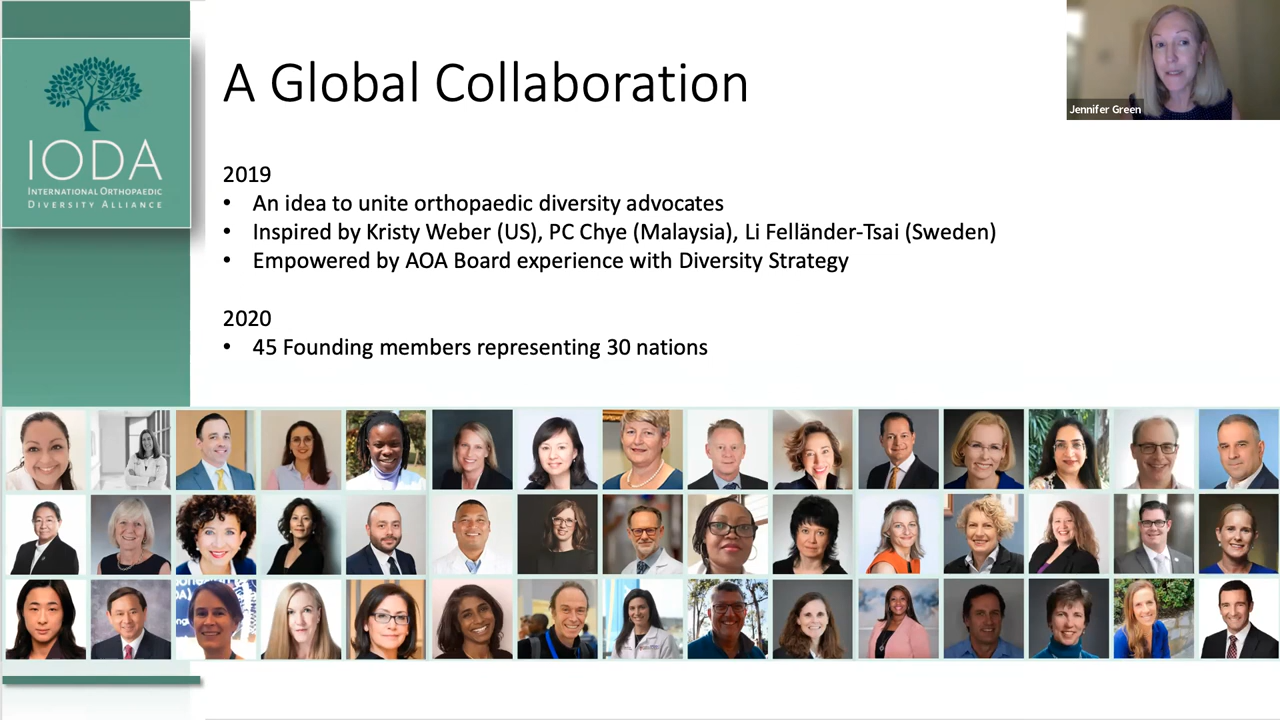 A Global Collaboration
Jennifer Green
IODA
INTERNATIONAL ORTHOPAEDIC
DIVERSITY ALLIANCE
2019
• An idea to unite orthopaedic diversity advocates
• Inspired by Kristy Weber (US), PC Chye (Malaysia), Li Felländer-Tsai (Sweden)
• Empowered by AOA Board experience with Diversity Strategy
2020
• 45 Founding members representing 30 nations